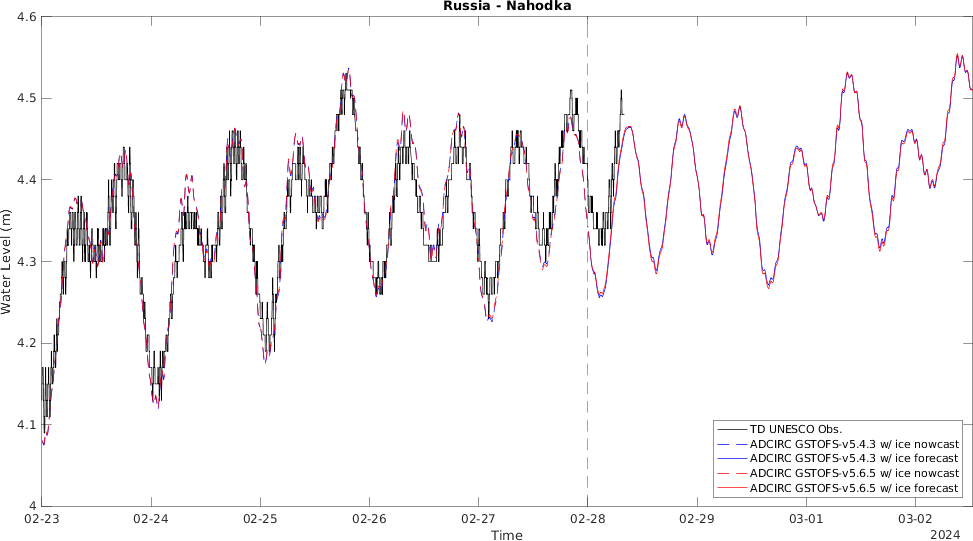 Russia - Nahodka
Water Level (m)
4.6
4.5
4.4
4.3
4.2
4.1
4
02-23
02-24
02-25
02-26
02-27
02-28
02-29
03-01
03-02
Time
2024
TD UNESCO Obs.
ADCIRC GSTOFS-v5.4.3 w/ ice nowcast
ADCIRC GSTOFS-v5.4.3 w/ ice forecast
ADCIRC GSTOFS-v5.6.5 w/ ice nowcast
ADCIRC GSTOFS-v5.6.5 w/ ice forecast